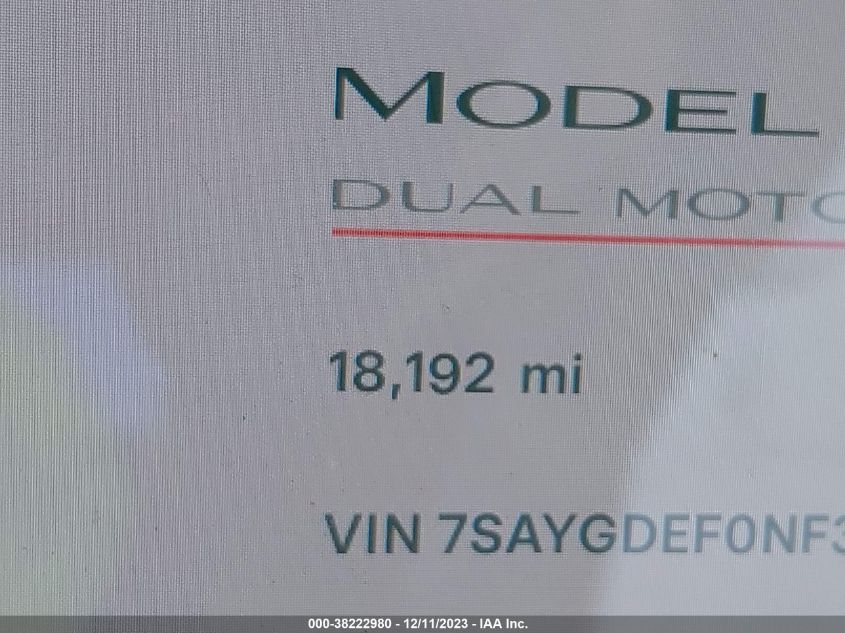 MODEL
DUAL MOTO
18,192 mi
VIN 7SAYGDEF0NF3
000-38222980 - 12/11/2023 - IAA Inc.